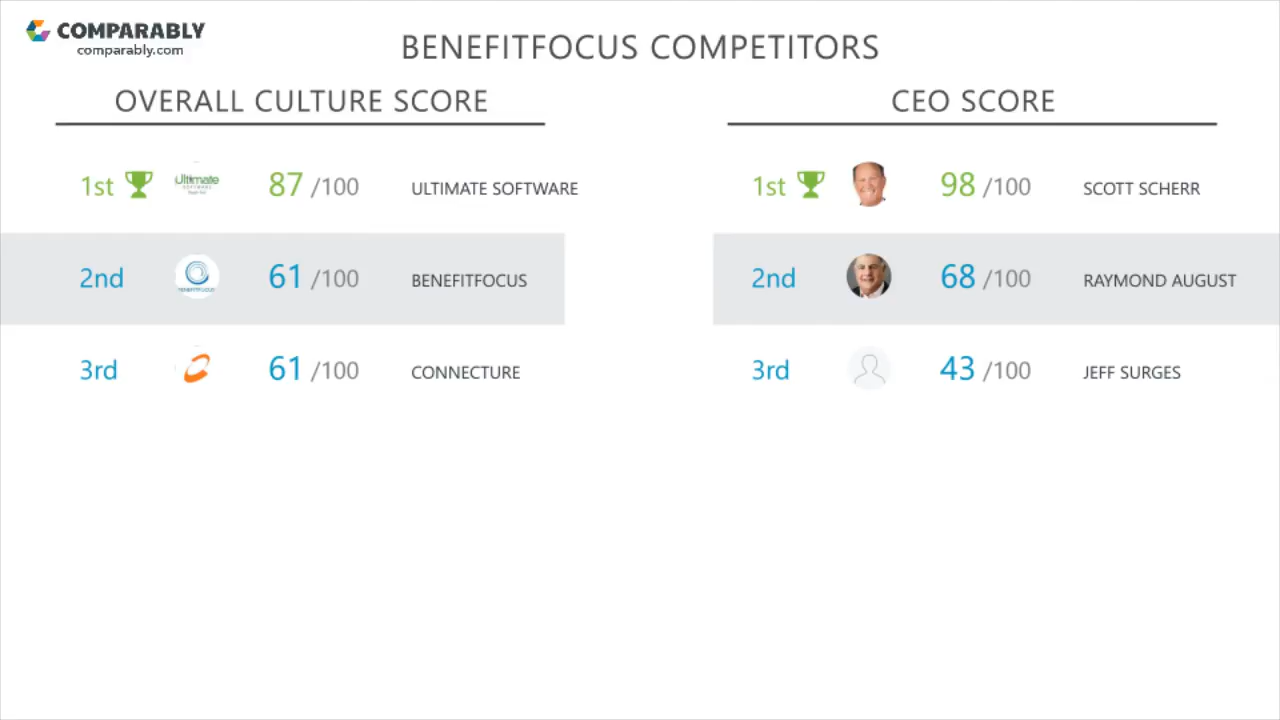 COMPARABLY
comparably.com
BENEFITFOCUS COMPETITORS
OVERALL CULTURE SCORE
1st 87 /100 ULTIMATE SOFTWARE
2nd 61 /100 BENEFITFOCUS
3rd 61 /100 CONNECTURE
CEO SCORE
1st 98 /100 SCOTT SCHERR
2nd 68 /100 RAYMOND AUGUST
3rd 43 /100 JEFF SURGES